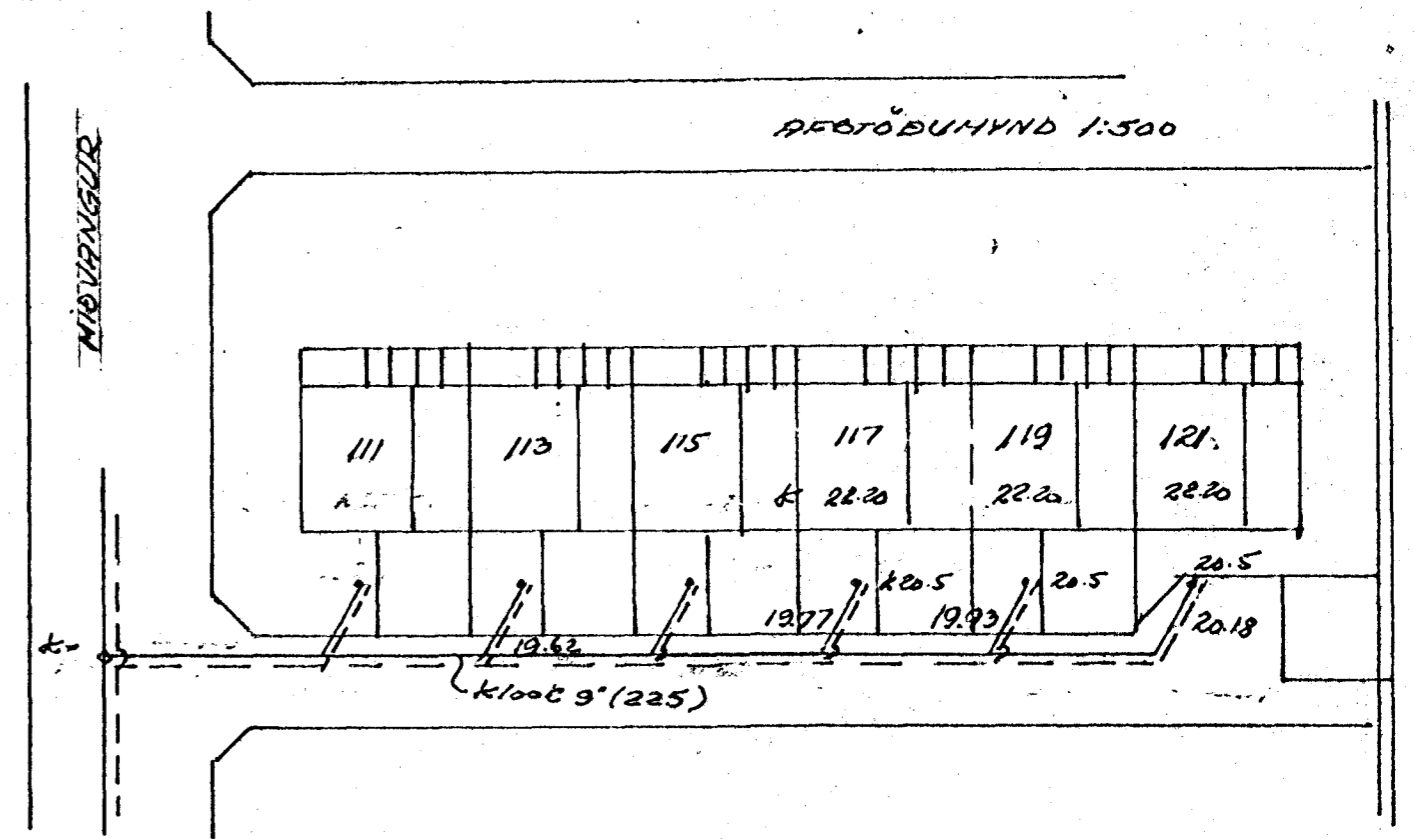 AFSTÖÐUMYND 1:500
MIÐVANGUR
111 113 115 117 119 121
K 22.20 22.20 22.20
K20.5 20.5 20.5
19.62 19.77 19.93 20.18
K-
Kloak 9" (225)